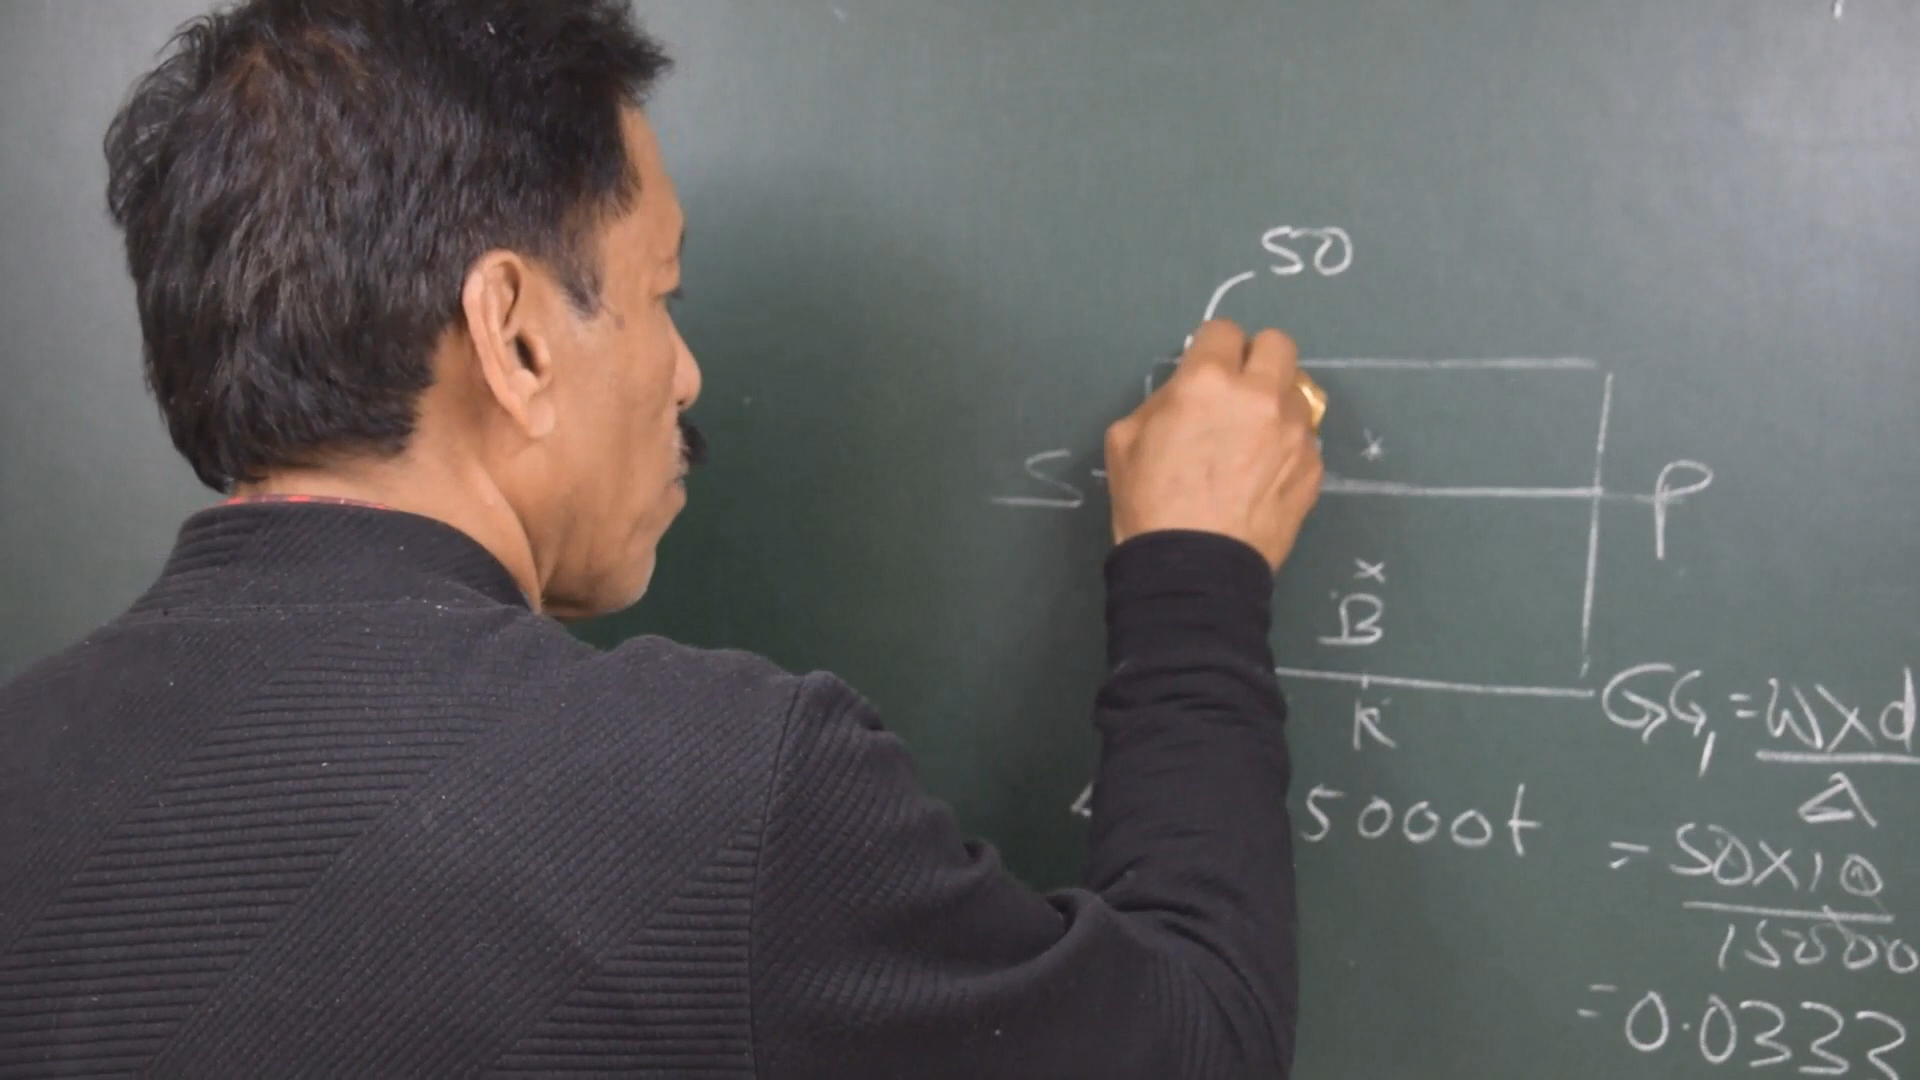 50
S
P
B
K
GG₁ = w×d
Δ
5000t
= 50×10
15000
= 0.0333